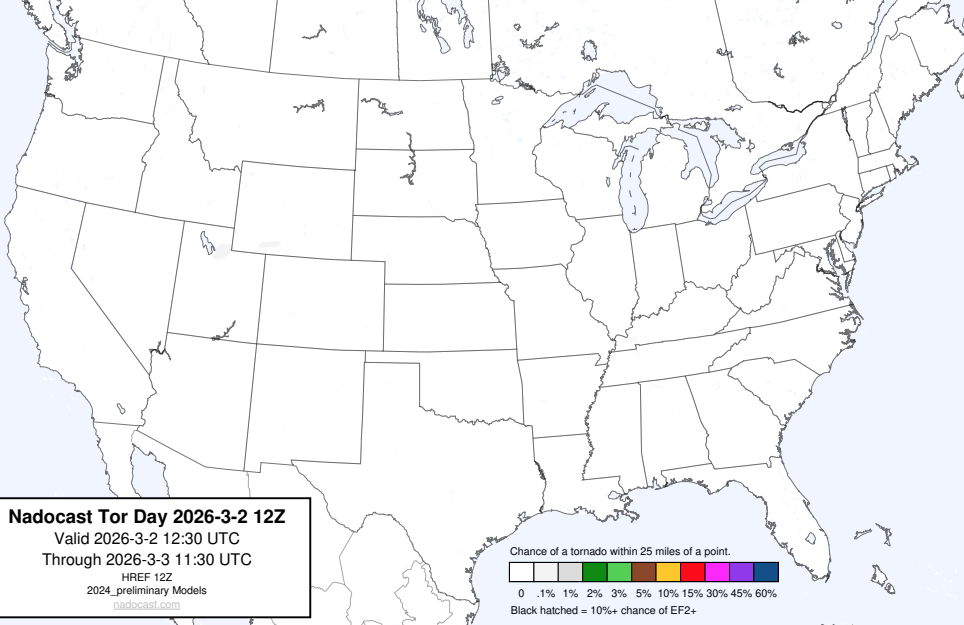 Nadocast Tor Day 2026-3-2 12Z
Valid 2026-3-2 12:30 UTC
Through 2026-3-3 11:30 UTC
HREF 12Z
2024_preliminary Models
nadocast.com
Chance of a tornado within 25 miles of a point.
0 .1% 1% 2% 3% 5% 10% 15% 30% 45% 60%
Black hatched = 10%+ chance of EF2+